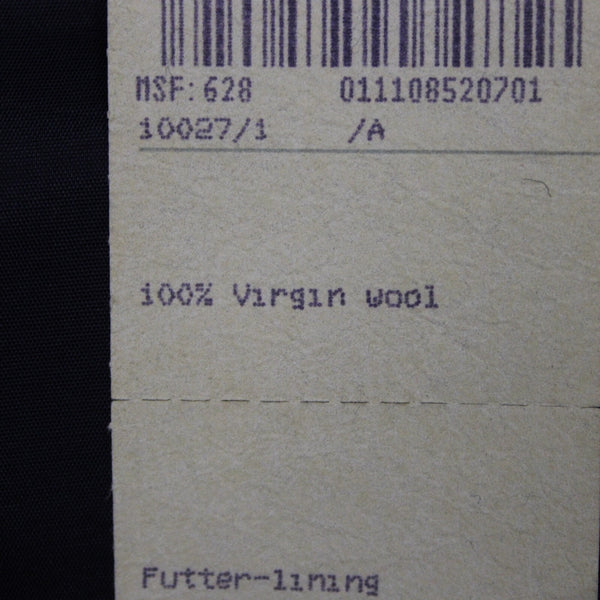 MSF: 628 011108520701
10027/1 /A
100% Virgin wool
Futter-lining